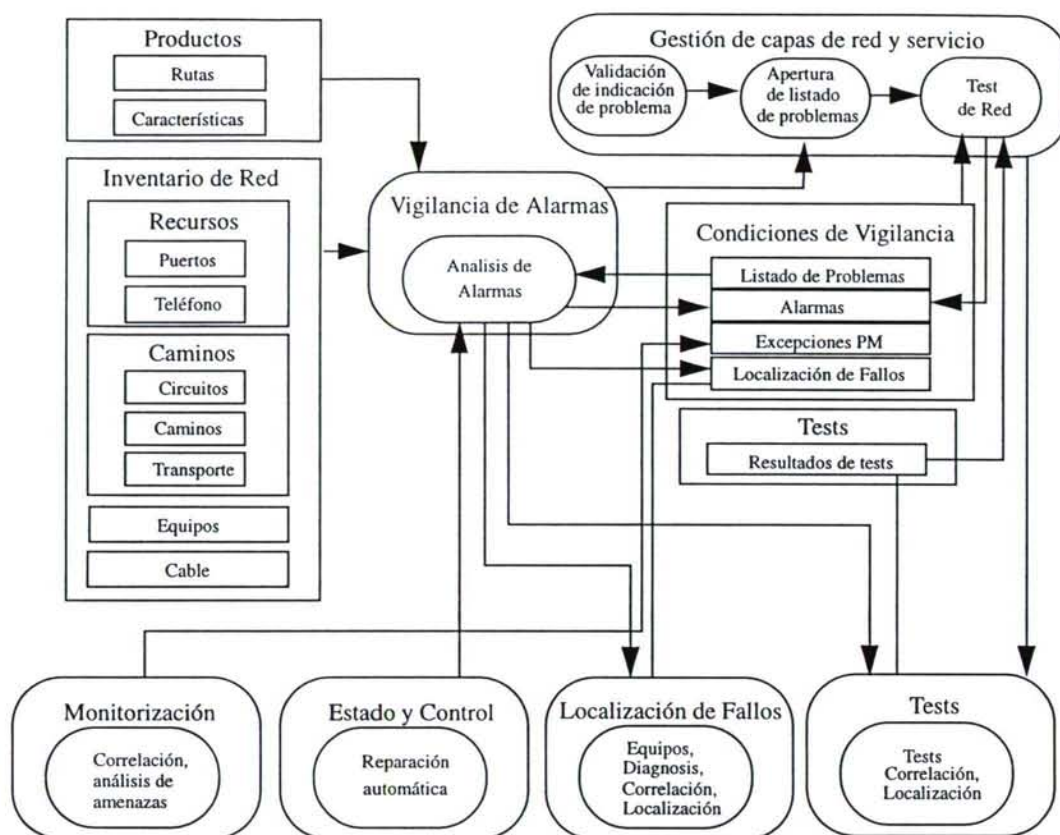 Productos
Rutas
Características
Inventario de Red
Recursos
Puertos
Teléfono
Caminos
Circuitos
Caminos
Transporte
Equipos
Cable
Gestión de capas de red y servicio
Validación
de indicación
de problema
Apertura
de listado
de problemas
Test
de Red
Vigilancia de Alarmas
Analisis de
Alarmas
Condiciones de Vigilancia
Listado de Problemas
Alarmas
Excepciones PM
Localización de Fallos
Tests
Resultados de tests
Monitorización
Correlación,
análisis de
amenazas
Estado y Control
Reparación
automática
Localización de Fallos
Equipos,
Diagnosis,
Correlación,
Localización
Tests
Tests
Correlación,
Localización